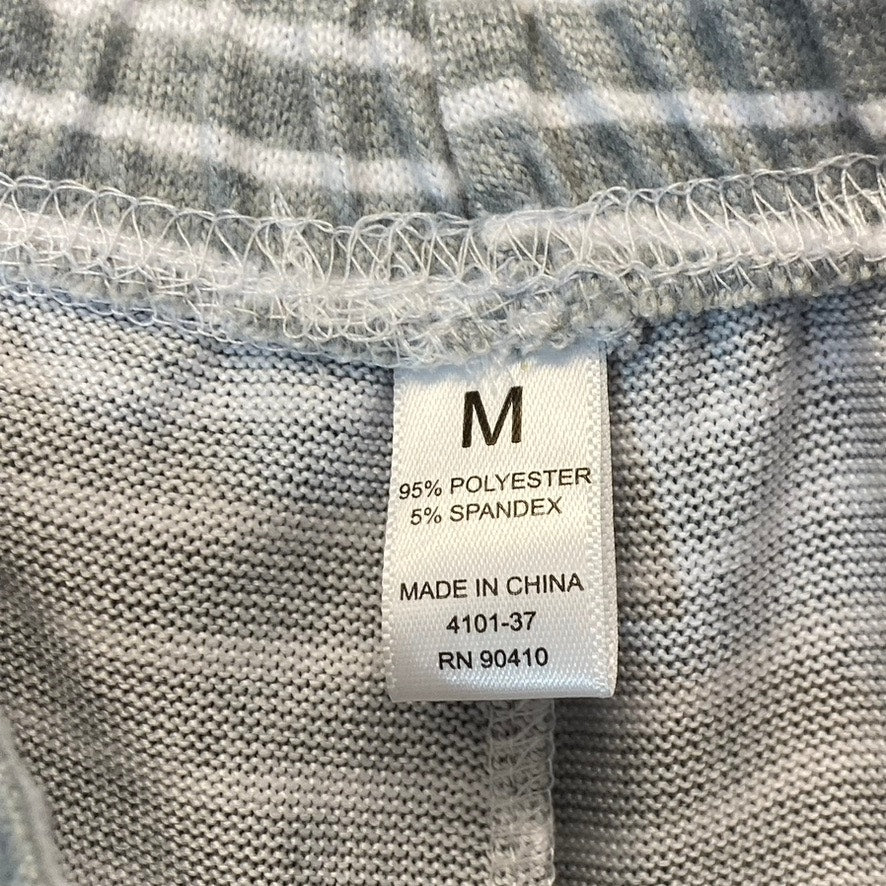 M
95% POLYESTER
5% SPANDEX
MADE IN CHINA
4101-37
RN 90410